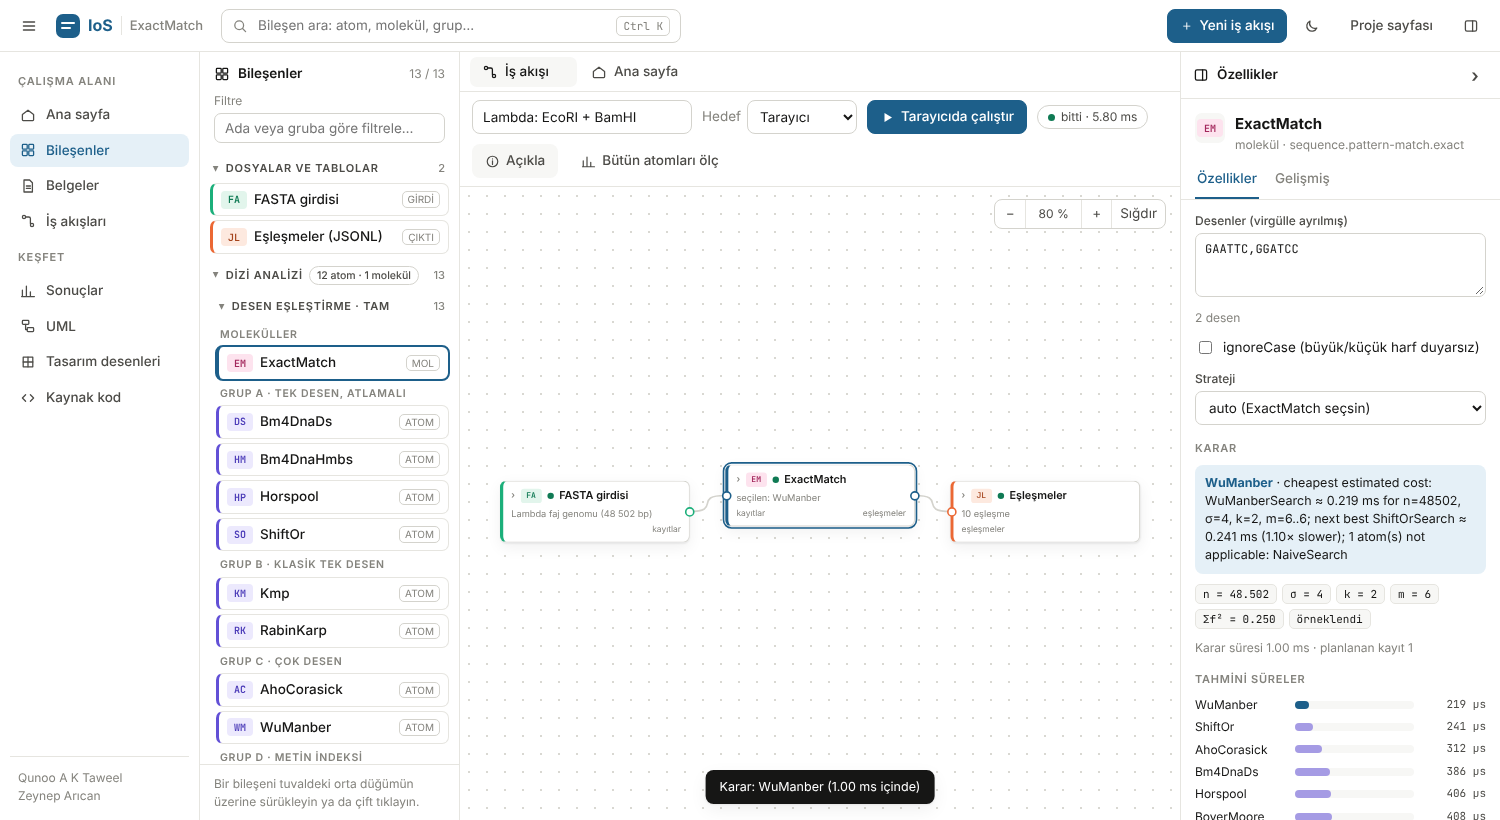 IoS
ExactMatch
Bileşen ara: atom, molekül, grup...
Ctrl K
+ Yeni iş akışı
Proje sayfası
ÇALIŞMA ALANI
Ana sayfa
Bileşenler
Belgeler
İş akışları
KEŞFET
Sonuçlar
UML
Tasarım desenleri
Kaynak kod
Qunoo A K Taweel
Zeynep Arıcan
Bileşenler
13 / 13
Filtre
Ada veya gruba göre filtrele...
DOSYALAR VE TABLOLAR
2
FA
FASTA girdisi
GİRDİ
JL
Eşleşmeler (JSONL)
ÇIKTI
DİZİ ANALİZİ
12 atom · 1 molekül
13
DESEN EŞLEŞTİRME · TAM
13
MOLEKÜLLER
EM
ExactMatch
MOL
GRUP A · TEK DESEN, ATLAMALI
DS
Bm4DnaDs
ATOM
HM
Bm4DnaHmbs
ATOM
HP
Horspool
ATOM
SO
ShiftOr
ATOM
GRUP B · KLASİK TEK DESEN
KM
Kmp
ATOM
RK
RabinKarp
ATOM
GRUP C · ÇOK DESEN
AC
AhoCorasick
ATOM
WM
WuManber
ATOM
GRUP D · METİN İNDEKSİ
Bir bileşeni tuvaldeki orta düğümün
üzerine sürükleyin ya da çift tıklayın.
İş akışı
Ana sayfa
Lambda: EcoRI + BamHI
Hedef
Tarayıcı
Tarayıcıda çalıştır
bitti · 5.80 ms
Açıkla
Bütün atomları ölç
−
80 %
+
Sığdır
FA
FASTA girdisi
Lambda faj genomu (48 502 bp)
kayıtlar
EM
ExactMatch
seçilen: WuManber
kayıtlar
eşleşmeler
JL
Eşleşmeler
10 eşleşme
eşleşmeler
Karar: WuManber (1.00 ms içinde)
Özellikler
EM
ExactMatch
molekül · sequence.pattern-match.exact
Özellikler
Gelişmiş
Desenler (virgülle ayrılmış)
GAATTC,GGATCC
2 desen
ignoreCase (büyük/küçük harf duyarsız)
Strateji
auto (ExactMatch seçsin)
KARAR
WuManber · cheapest estimated cost:
WuManberSearch ≈ 0.219 ms for n=48502,
σ=4, k=2, m=6..6; next best ShiftOrSearch ≈
0.241 ms (1.10× slower); 1 atom(s) not
applicable: NaiveSearch
n = 48.502
σ = 4
k = 2
m = 6
Σf² = 0.250
örneklendi
Karar süresi 1.00 ms · planlanan kayıt 1
TAHMİNİ SÜRELER
WuManber
219 µs
ShiftOr
241 µs
AhoCorasick
312 µs
Bm4DnaDs
386 µs
Horspool
406 µs
BoyerMoore
408 µs